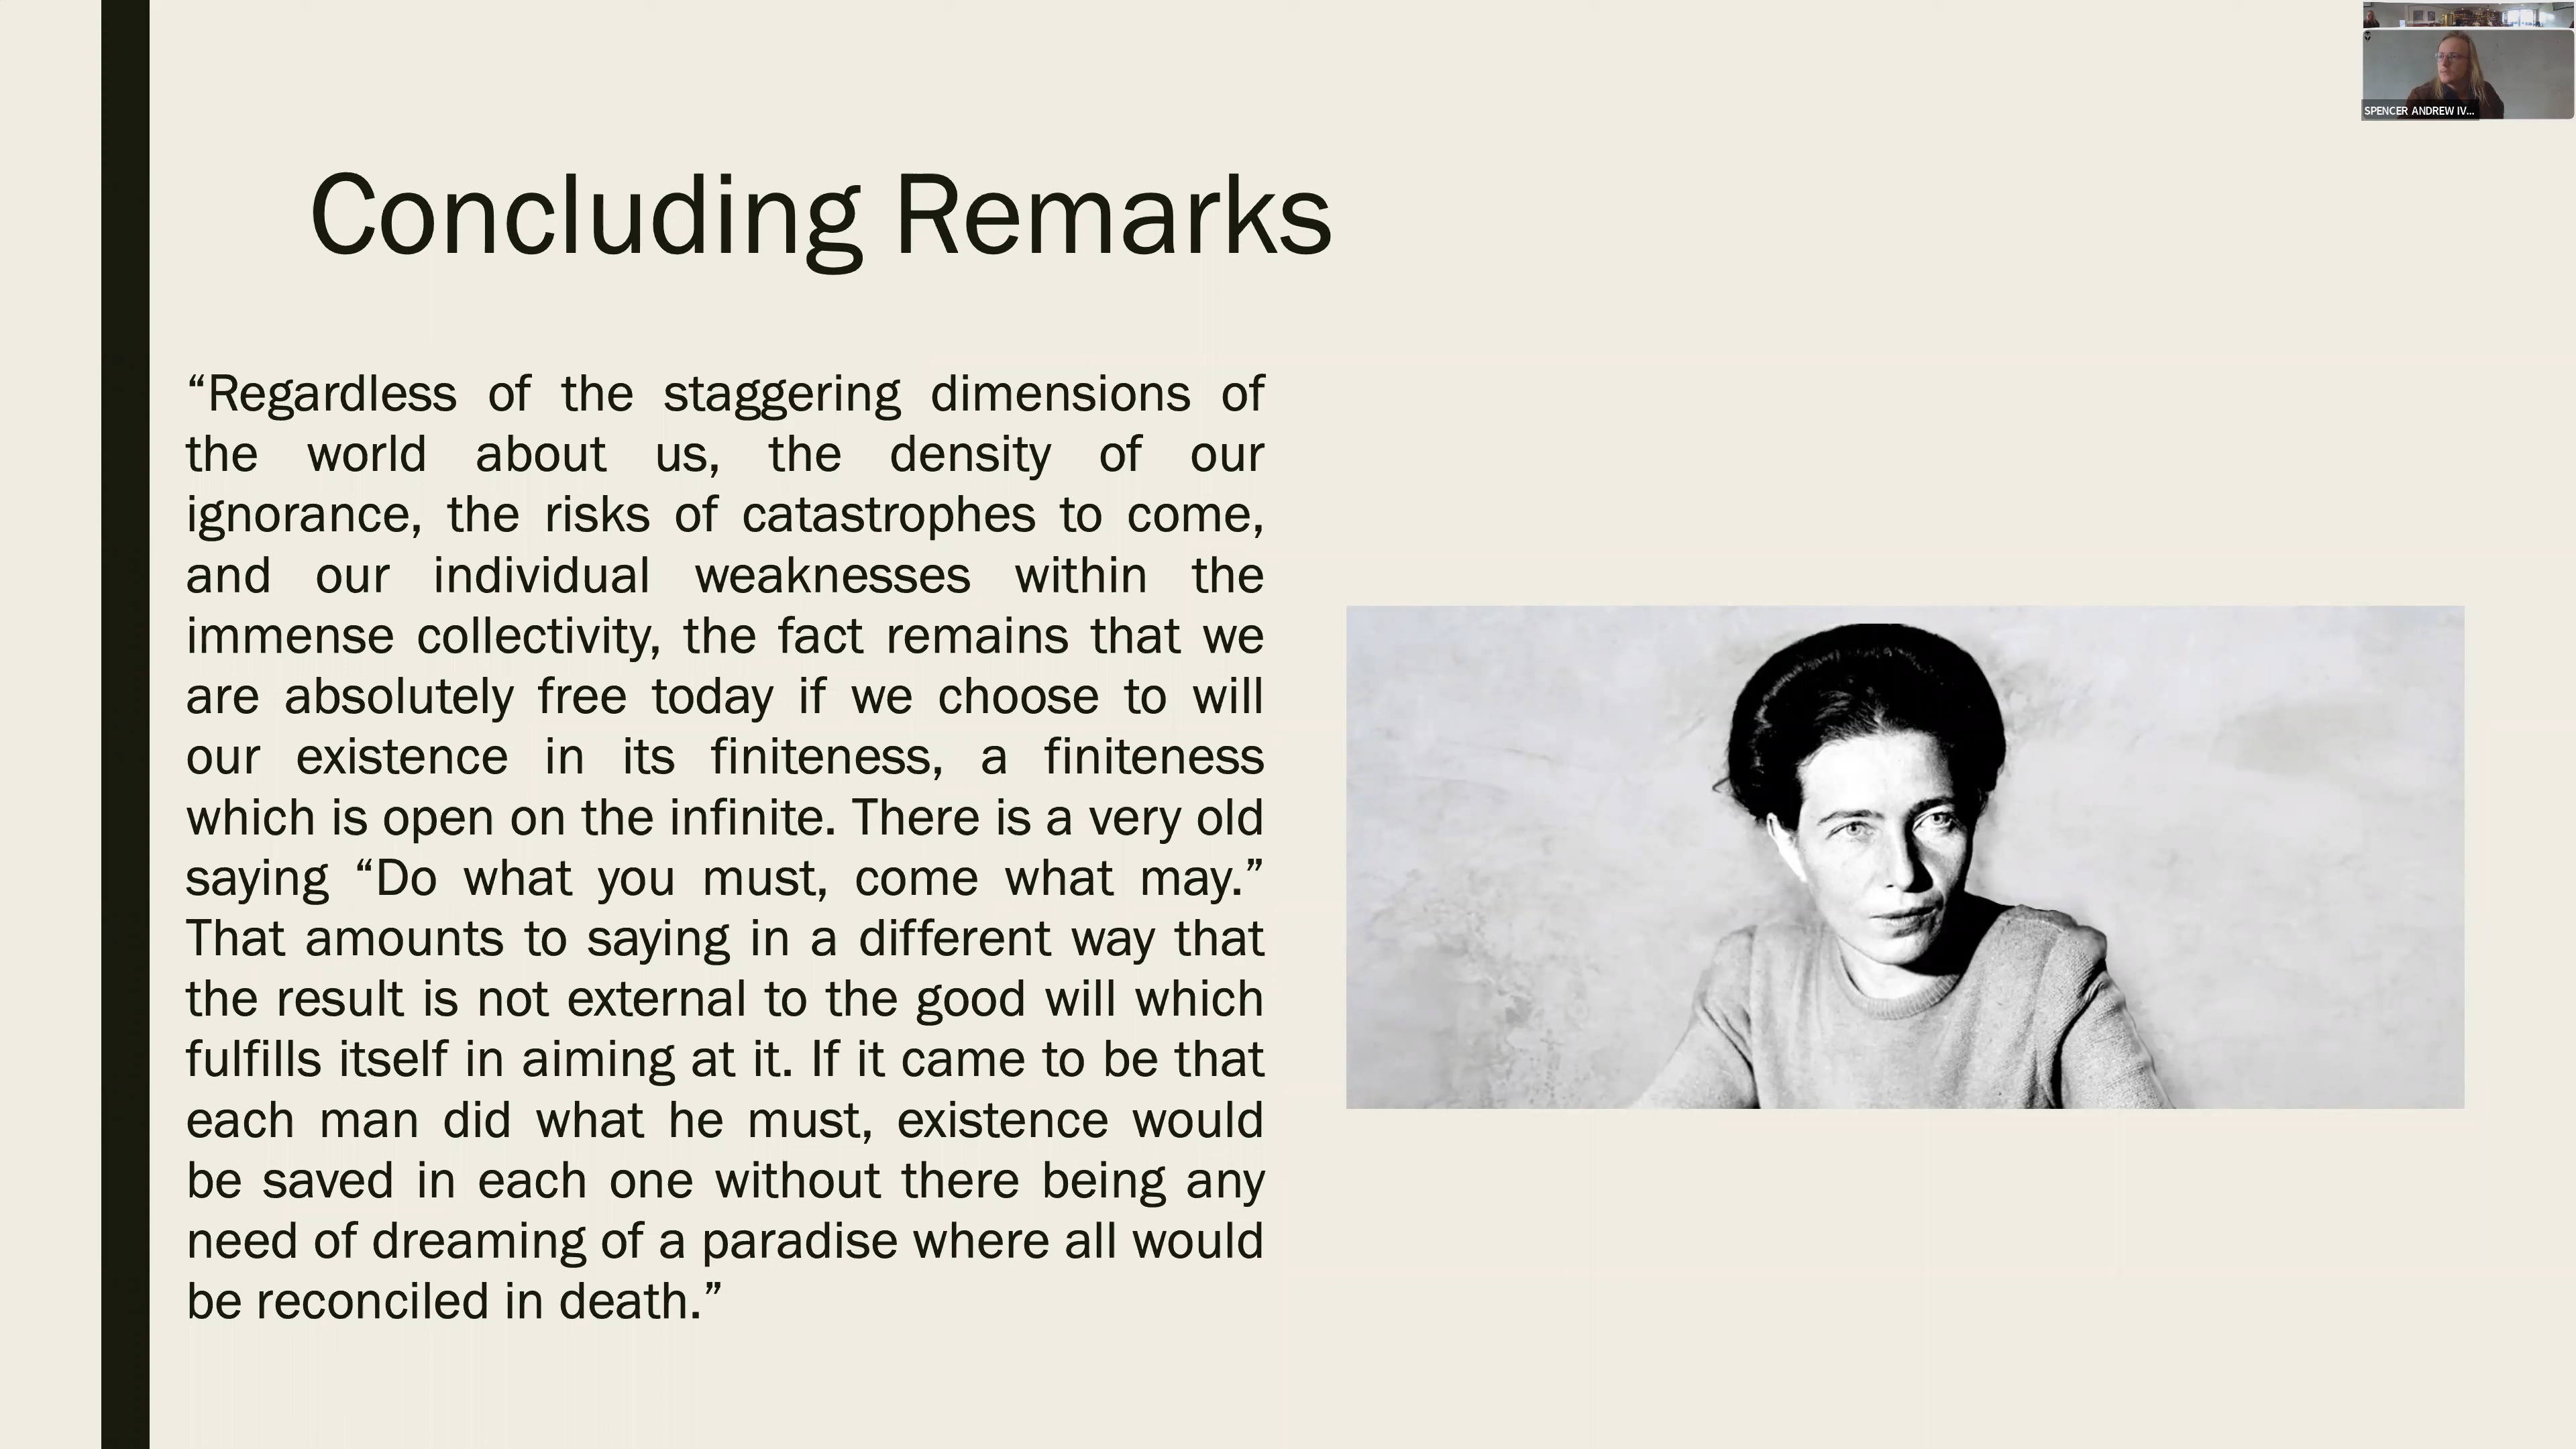 SPENCER ANDREW IV...
Concluding Remarks
“Regardless of the staggering dimensions of
the world about us, the density of our
ignorance, the risks of catastrophes to come,
and our individual weaknesses within the
immense collectivity, the fact remains that we
are absolutely free today if we choose to will
our existence in its finiteness, a finiteness
which is open on the infinite. There is a very old
saying “Do what you must, come what may.”
That amounts to saying in a different way that
the result is not external to the good will which
fulfills itself in aiming at it. If it came to be that
each man did what he must, existence would
be saved in each one without there being any
need of dreaming of a paradise where all would
be reconciled in death.”